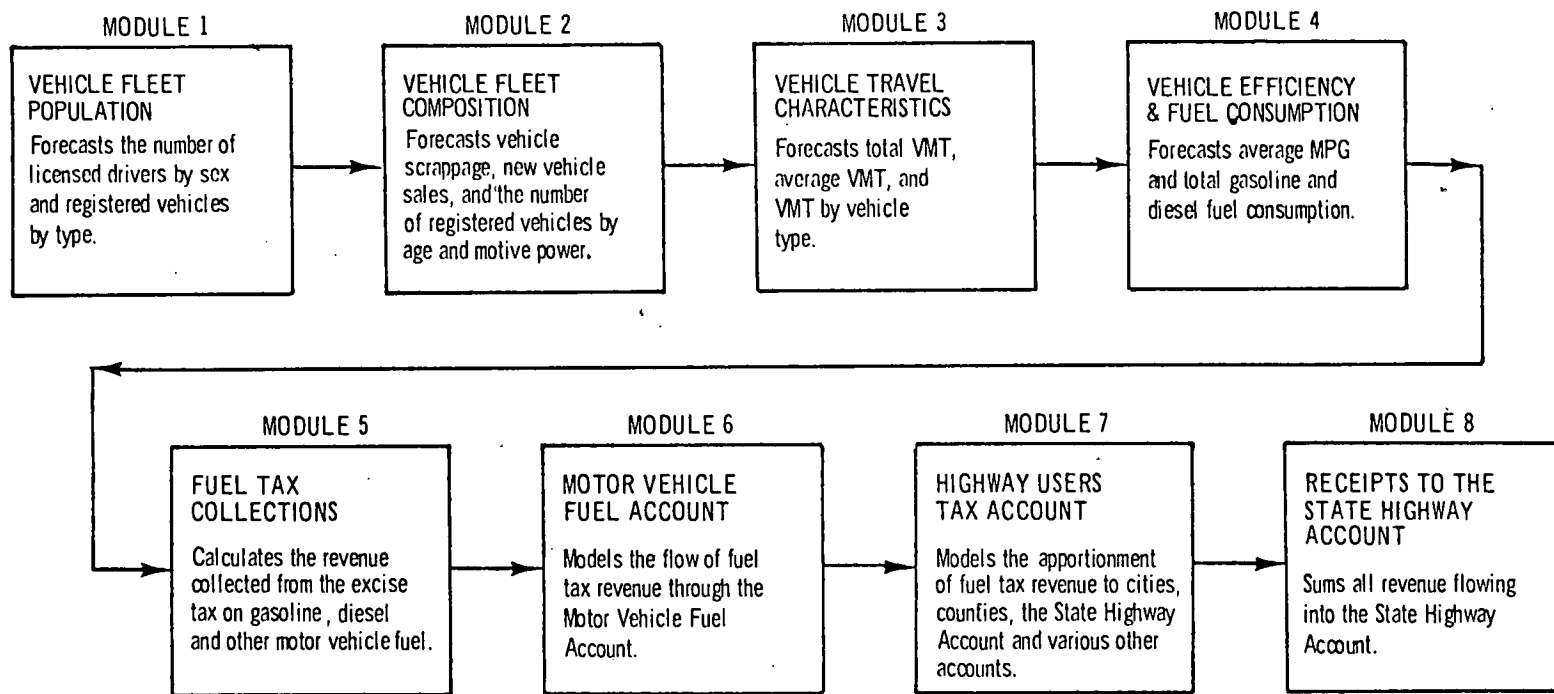 MODULE 1
VEHICLE FLEET
POPULATION
Forecasts the number of
licensed drivers by sex
and registered vehicles
by type.
MODULE 2
VEHICLE FLEET
COMPOSITION
Forecasts vehicle
scrappage, new vehicle
sales, and the number
of registered vehicles by
age and motive power.
MODULE 3
VEHICLE TRAVEL
CHARACTERISTICS
Forecasts total VMT,
average VMT, and
VMT by vehicle
type.
MODULE 4
VEHICLE EFFICIENCY
& FUEL CONSUMPTION
Forecasts average MPG
and total gasoline and
diesel fuel consumption.
MODULE 5
FUEL TAX
COLLECTIONS
Calculates the revenue
collected from the excise
tax on gasoline, diesel
and other motor vehicle fuel.
MODULE 6
MOTOR VEHICLE
FUEL ACCOUNT
Models the flow of fuel
tax revenue through the
Motor Vehicle Fuel
Account.
MODULE 7
HIGHWAY USERS
TAX ACCOUNT
Models the apportionment
of fuel tax revenue to cities,
counties, the State Highway
Account and various other
accounts.
MODULE 8
RECEIPTS TO THE
STATE HIGHWAY
ACCOUNT
Sums all revenue flowing
into the State Highway
Account.